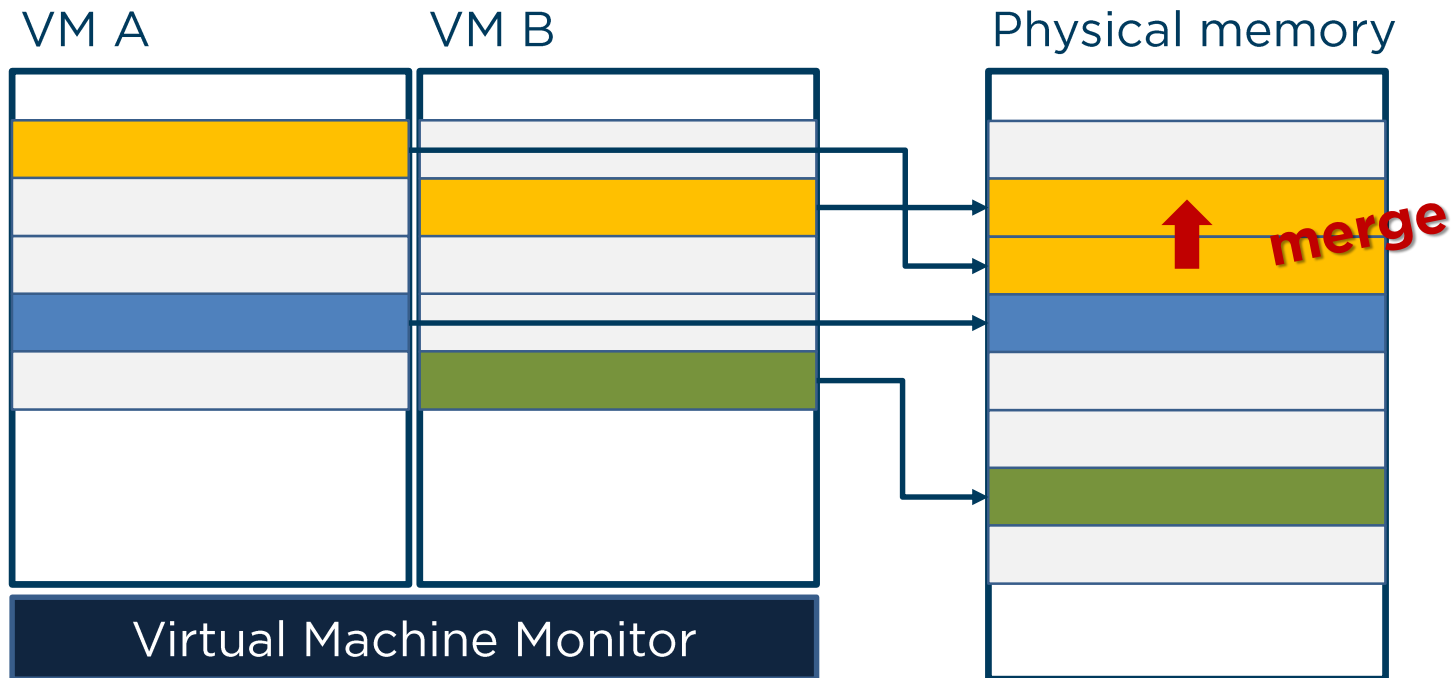 VM A
VM B
Physical memory
merge
Virtual Machine Monitor